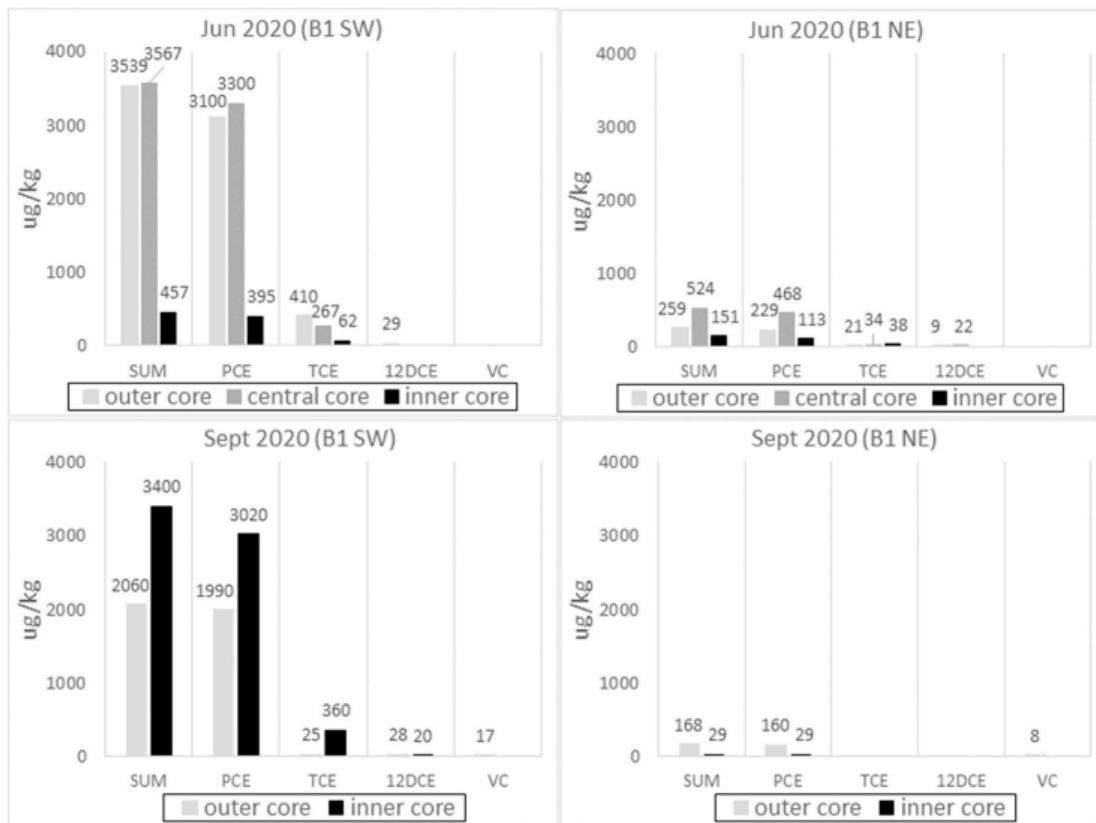 Jun 2020 (B1 SW)
4000
3000
2000
1000
0
ug/kg
3539 3567
457
3100 3300
395
410
267
62
29
SUM PCE TCE 12DCE VC
outer core central core inner core
Jun 2020 (B1 NE)
4000
3000
2000
1000
0
ug/kg
259 524 151
229 468 113
21 34 38
9 22
SUM PCE TCE 12DCE VC
outer core central core inner core
Sept 2020 (B1 SW)
4000
3000
2000
1000
0
ug/kg
2060 3400
1990 3020
25 360
28 20
17
SUM PCE TCE 12DCE VC
outer core inner core
Sept 2020 (B1 NE)
4000
3000
2000
1000
0
ug/kg
168 29
160 29
8
SUM PCE TCE 12DCE VC
outer core inner core